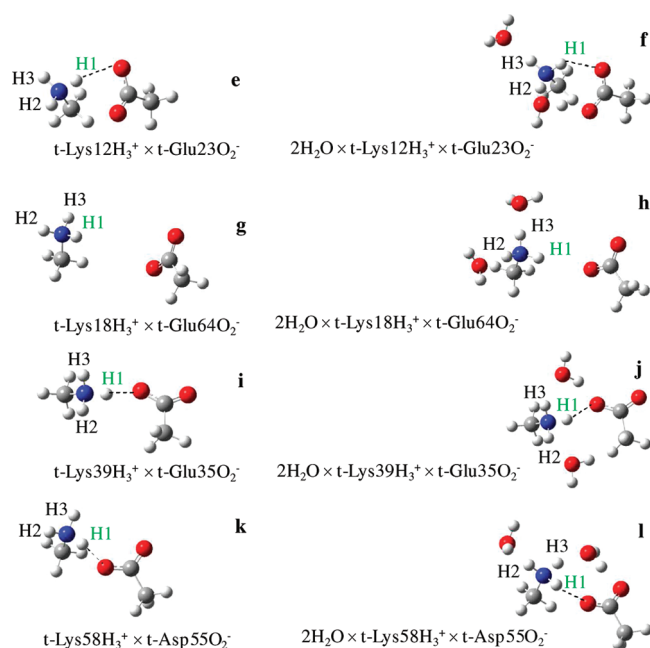 H1
H3
H2
e
t-Lys12H₃⁺ × t-Glu23O₂⁻
H1
H3
H2
f
2H₂O × t-Lys12H₃⁺ × t-Glu23O₂⁻
H3
H2
H1
g
t-Lys18H₃⁺ × t-Glu64O₂⁻
H3
H2
H1
h
2H₂O × t-Lys18H₃⁺ × t-Glu64O₂⁻
H3
H1
H2
i
t-Lys39H₃⁺ × t-Glu35O₂⁻
H3
H1
H2
j
2H₂O × t-Lys39H₃⁺ × t-Glu35O₂⁻
H3
H2
H1
k
t-Lys58H₃⁺ × t-Asp55O₂⁻
H3
H2
H1
l
2H₂O × t-Lys58H₃⁺ × t-Asp55O₂⁻